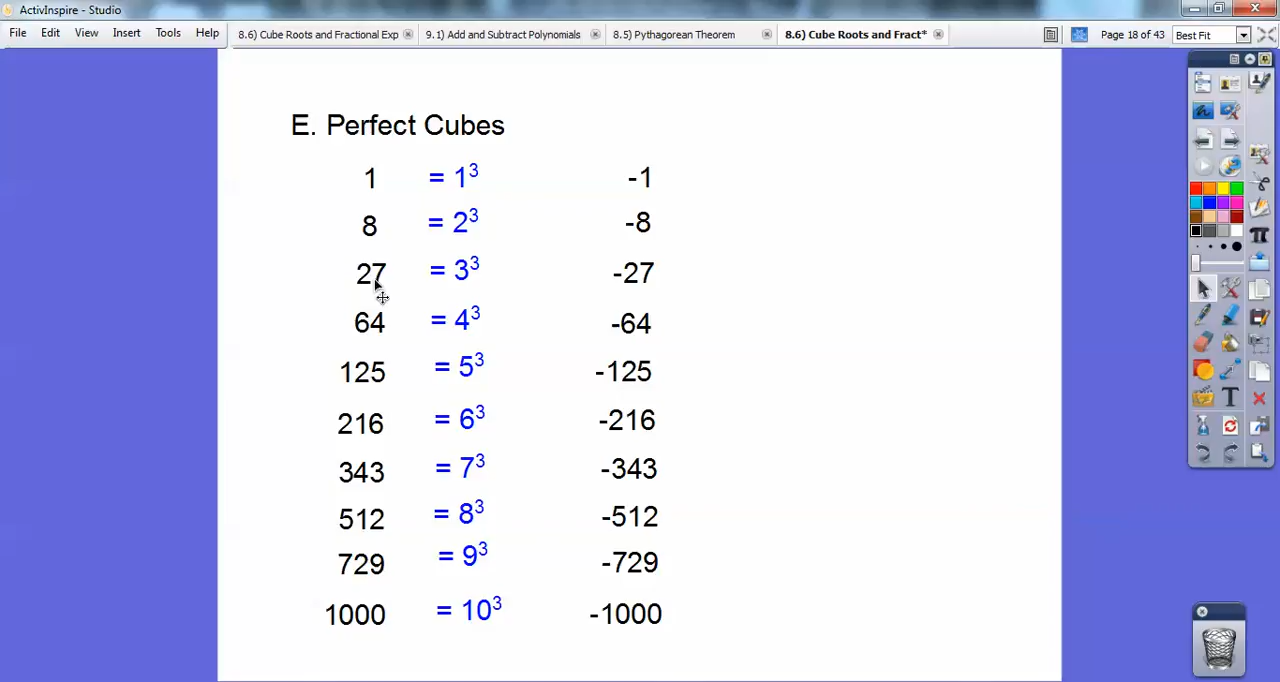 ActivInspire - Studio
File Edit View Insert Tools Help
8.6) Cube Roots and Fractional Exp 9.1) Add and Subtract Polynomials 8.5) Pythagorean Theorem 8.6) Cube Roots and Fract* Page 18 of 43 Best Fit
E. Perfect Cubes
1 = 1³ -1
8 = 2³ -8
27 = 3³ -27
64 = 4³ -64
125 = 5³ -125
216 = 6³ -216
343 = 7³ -343
512 = 8³ -512
729 = 9³ -729
1000 = 10³ -1000